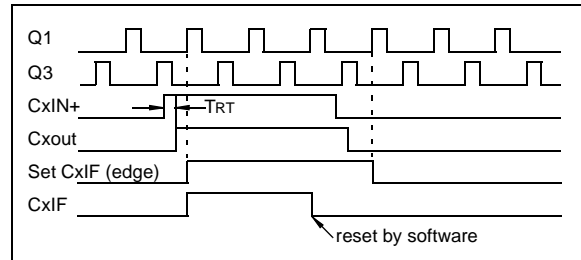 Q1
Q3
CxIN+
TRT
Cxout
Set CxIF (edge)
CxIF
reset by software